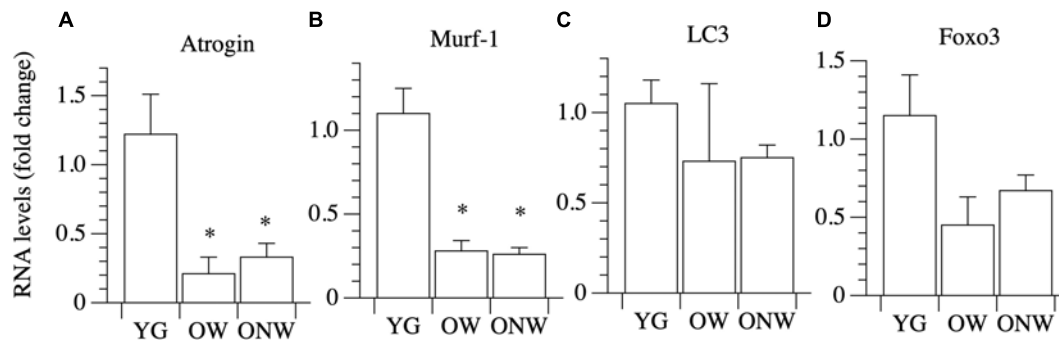 A
Atrogin
RNA levels (fold change)
1.5
1.0
0.5
0
*
*
YG OW ONW
B
Murf-1
1.0
0.5
0
*
*
YG OW ONW
C
LC3
1.0
0.5
0
YG OW ONW
D
Foxo3
1.5
1.0
0.5
0
YG OW ONW